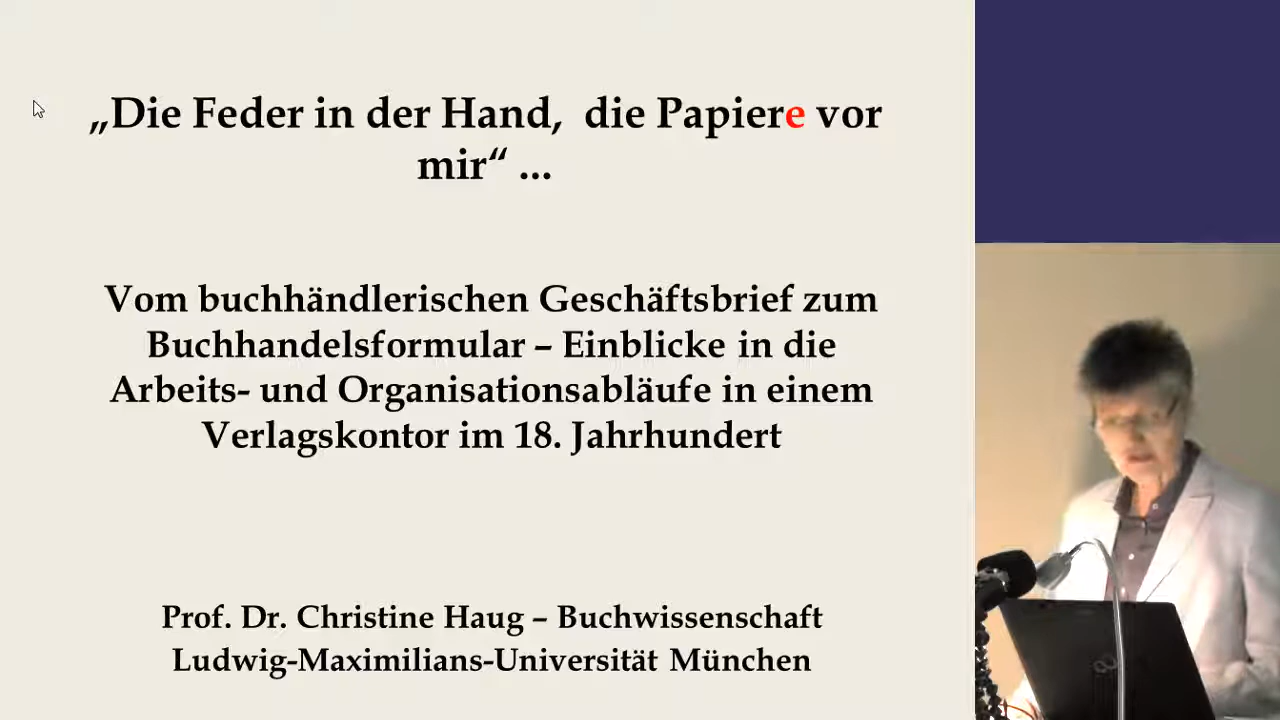 „Die Feder in der Hand, die Papiere vor
mir“ ...
Vom buchhändlerischen Geschäftsbrief zum
Buchhandelsformular – Einblicke in die
Arbeits- und Organisationsabläufe in einem
Verlagskontor im 18. Jahrhundert
Prof. Dr. Christine Haug – Buchwissenschaft
Ludwig-Maximilians-Universität München